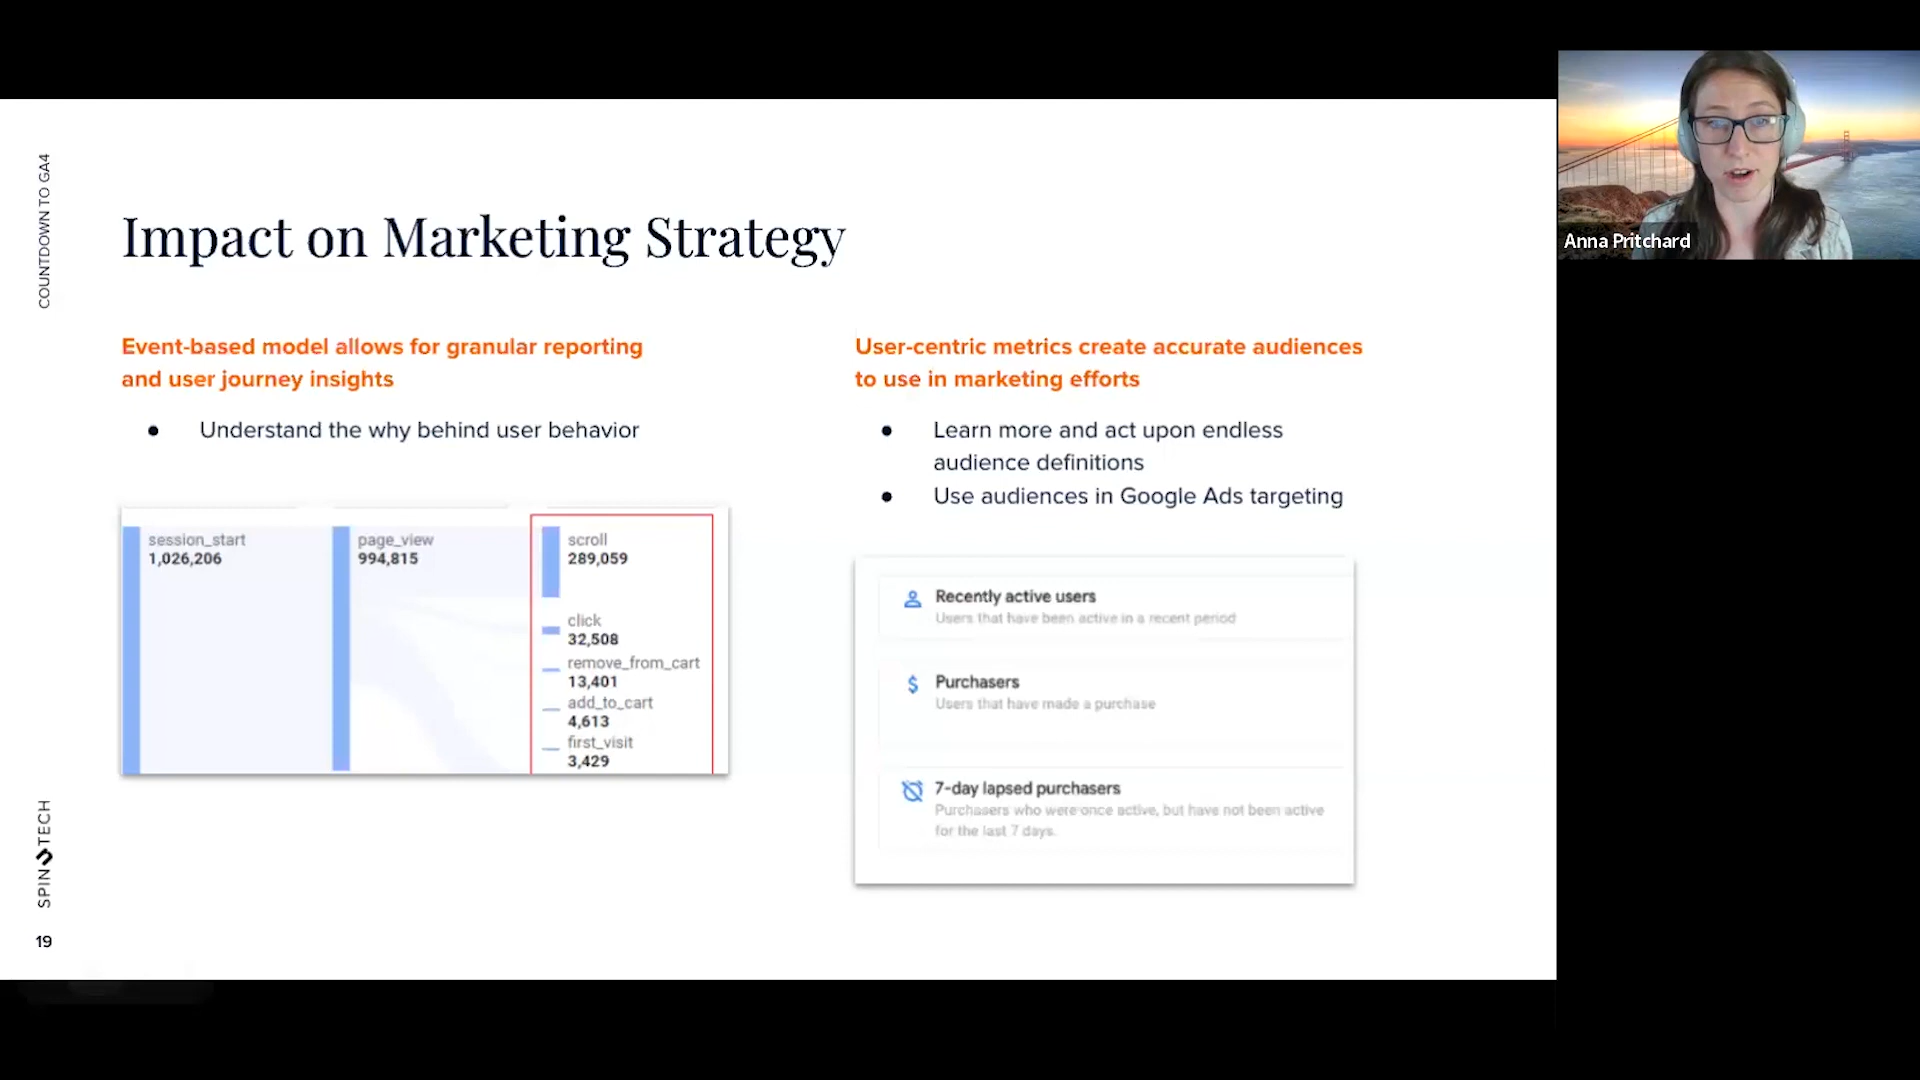 COUNTDOWN TO GA4
Impact on Marketing Strategy
Event-based model allows for granular reporting
and user journey insights
● Understand the why behind user behavior
session_start
1,026,206
page_view
994,815
scroll
289,059
click
32,508
remove_from_cart
13,401
add_to_cart
4,613
first_visit
3,429
User-centric metrics create accurate audiences
to use in marketing efforts
● Learn more and act upon endless
audience definitions
● Use audiences in Google Ads targeting
Recently active users
Users that have been active in a recent period
Purchasers
Users that have made a purchase
7-day lapsed purchasers
Purchasers who were once active, but have not been active
for the last 7 days.
SPINUTECH
19
Anna Pritchard